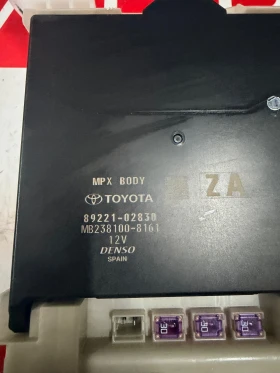 MPX BODY
ZA
TOYOTA
89221-02830
MB238100-8161
12V
DENSO
SPAIN
30
30
30